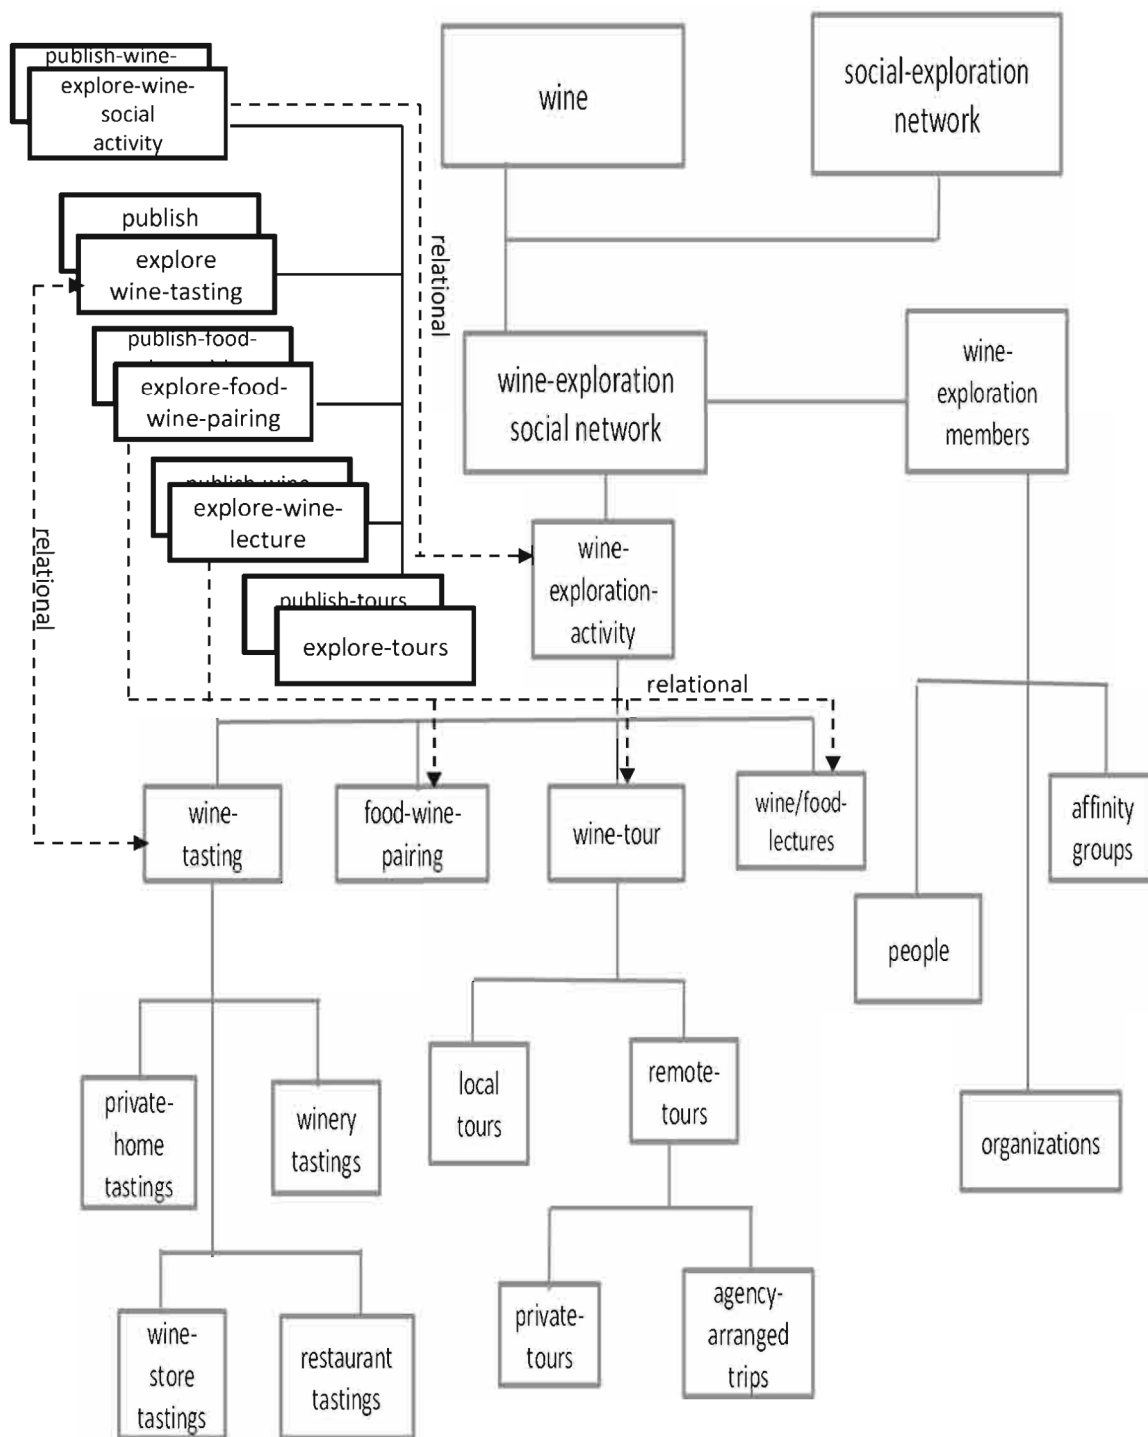 publish-wine-
explore-wine-
social
activity
wine
social-exploration
network
publish
explore
wine-tasting
relational
publish-food-
explore-food-
wine-pairing
wine-exploration
social network
wine-
exploration
members
publish-wine-
explore-wine-
lecture
relational
wine-
exploration-
activity
publish-tours
explore-tours
relational
wine-
tasting
food-wine-
pairing
wine-tour
wine/food-
lectures
affinity
groups
people
private-
home
tastings
winery
tastings
local
tours
remote-
tours
organizations
wine-
store
tastings
restaurant
tastings
private-
tours
agency-
arranged
trips